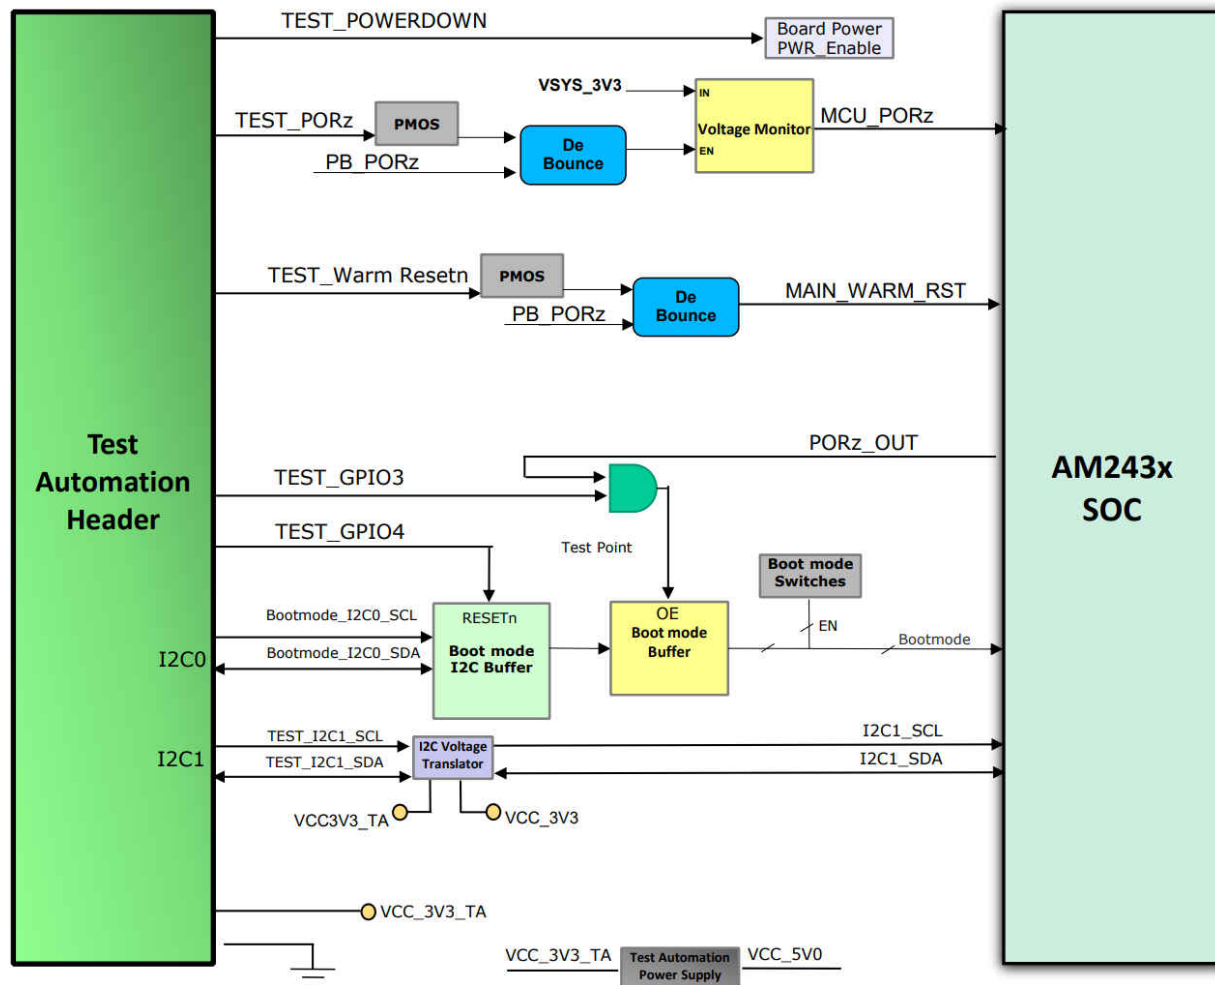 TEST_POWERDOWN
Board Power
PWR_Enable
VSYS_3V3
IN
Voltage Monitor
EN
MCU_PORz
TEST_PORz
PMOS
De
Bounce
PB_PORz
TEST_Warm Resetn
PMOS
De
Bounce
PB_PORz
MAIN_WARM_RST
Test
Automation
Header
AM243x
SOC
PORz_OUT
TEST_GPIO3
TEST_GPIO4
Test Point
Boot mode
Switches
EN
Bootmode
Bootmode_I2C0_SCL
Bootmode_I2C0_SDA
I2C0
RESETn
Boot mode
I2C Buffer
OE
Boot mode
Buffer
TEST_I2C1_SCL
TEST_I2C1_SDA
I2C1
I2C Voltage
Translator
I2C1_SCL
I2C1_SDA
VCC3V3_TA
VCC_3V3
VCC_3V3_TA
VCC_3V3_TA
Test Automation
Power Supply
VCC_5V0